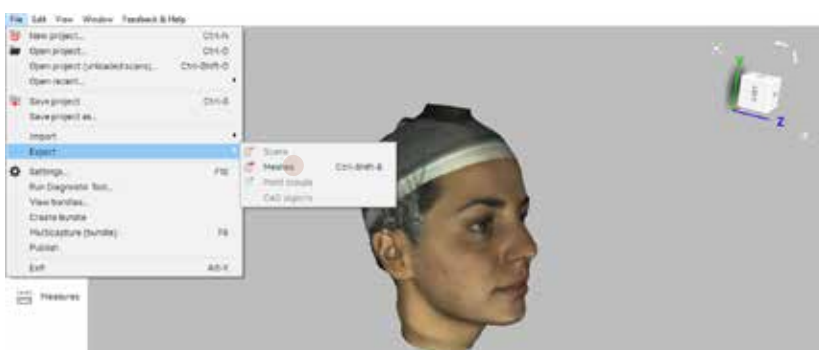 File Edit View Window Feedback & Help
New project... Ctrl-N
Open project... Ctrl-O
Open project (unloaded scans)... Ctrl-Shift-O
Open recent...
Save project Ctrl-S
Save project as...
Import
Export
Scans
Meshes Ctrl-Shift-E
Point clouds
CAD objects
Settings... F10
Run Diagnostic Tool...
View bundles...
Create Bundle
Multicapture (bundle)
Publish
Exit Alt-X
Measures
Y
Z